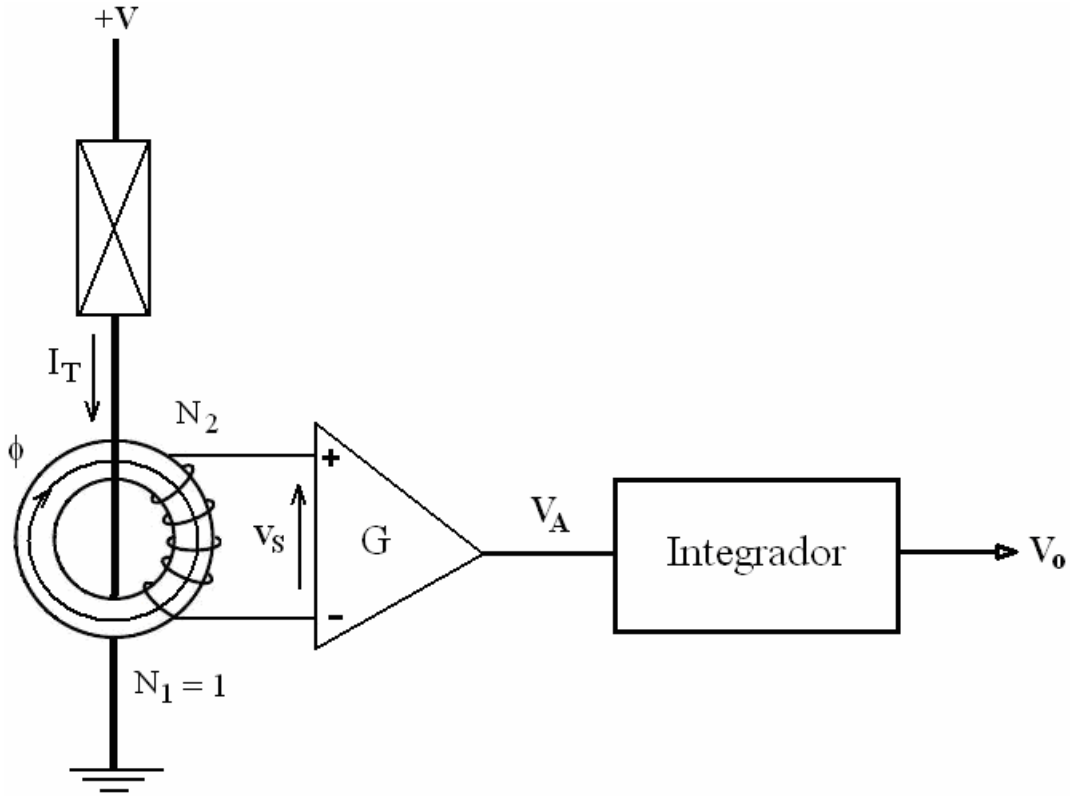 +V
I_T
N_2
ϕ
+
V_A
v_S
G
Integrador
V_o
-
N_1 = 1